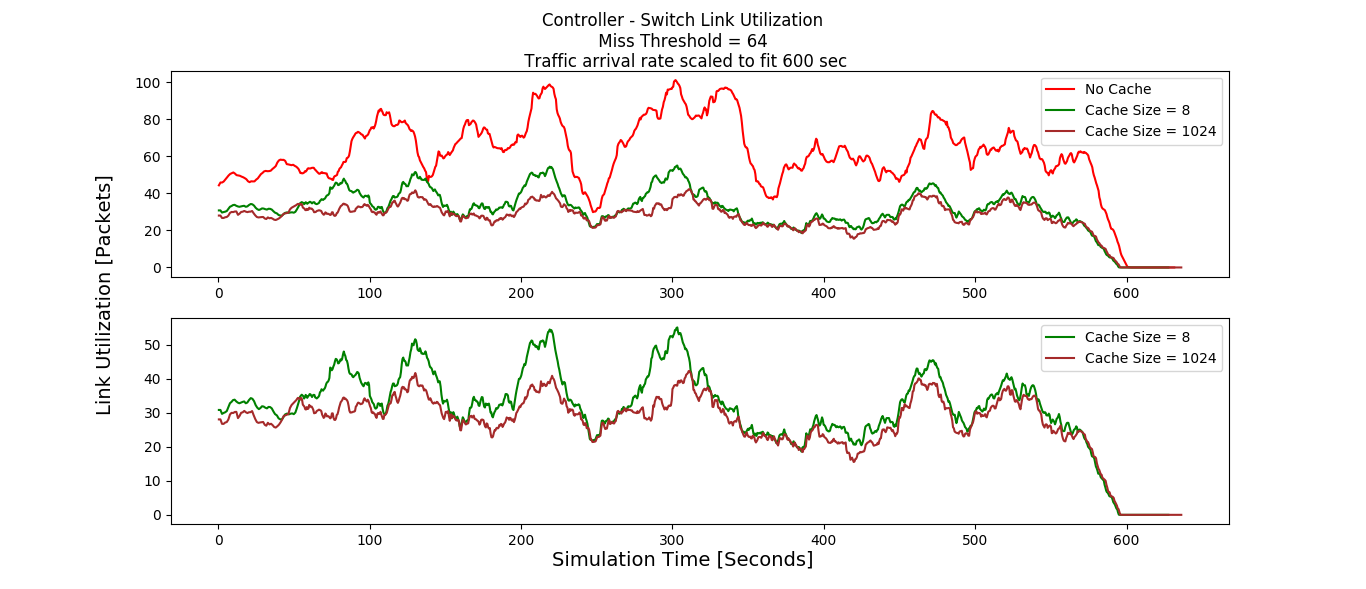 Controller - Switch Link Utilization
Miss Threshold = 64
Traffic arrival rate scaled to fit 600 sec
Link Utilization [Packets]
100
80
60
40
20
0
No Cache
Cache Size = 8
Cache Size = 1024
0 100 200 300 400 500 600
50
40
30
20
10
0
Cache Size = 8
Cache Size = 1024
0 100 200 300 400 500 600
Simulation Time [Seconds]